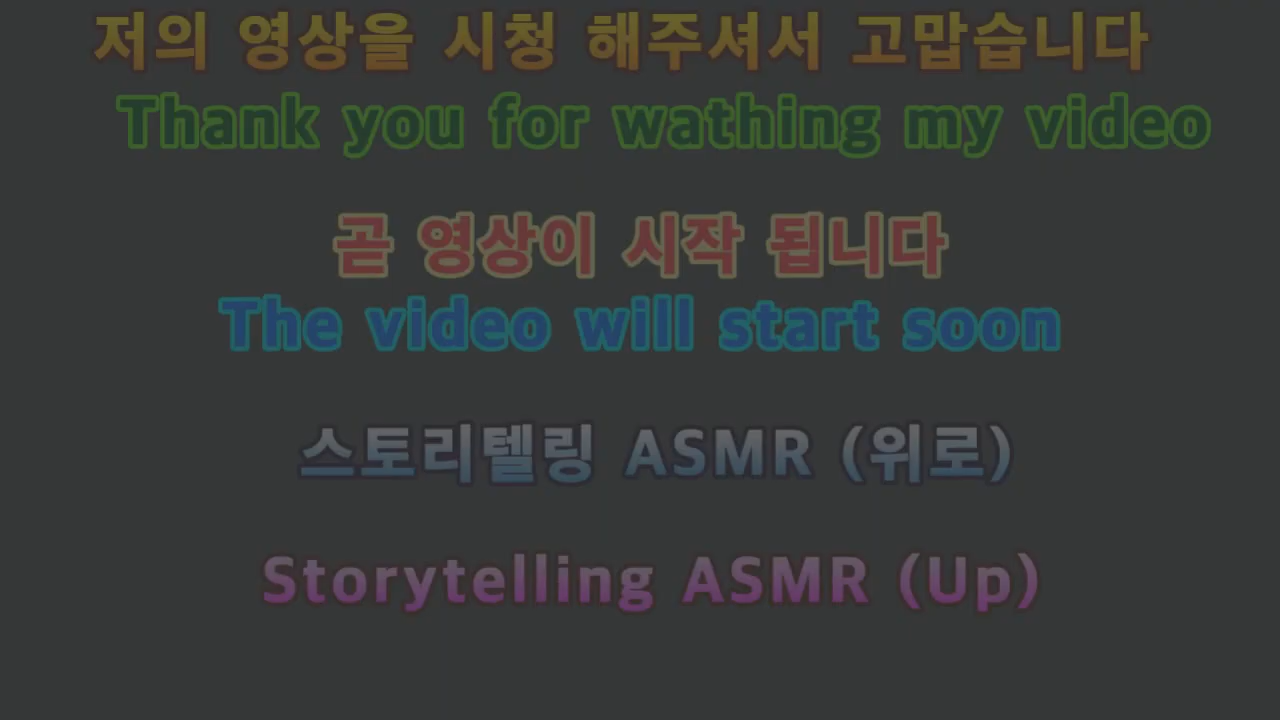 저의 영상을 시청 해주셔서 고맙습니다
Thank you for wathing my video
곧 영상이 시작 됩니다
The video will start soon
스토리텔링 ASMR (위로)
Storytelling ASMR (Up)